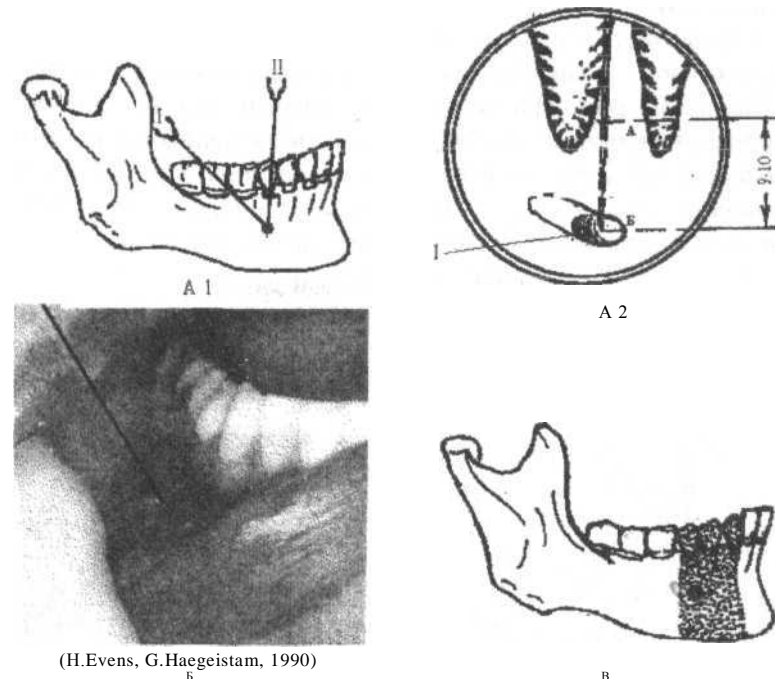 II
I
А 1
А
9-10
Б
I
А 2
(H.Evens, G.Haegeistam, 1990)
Б
В